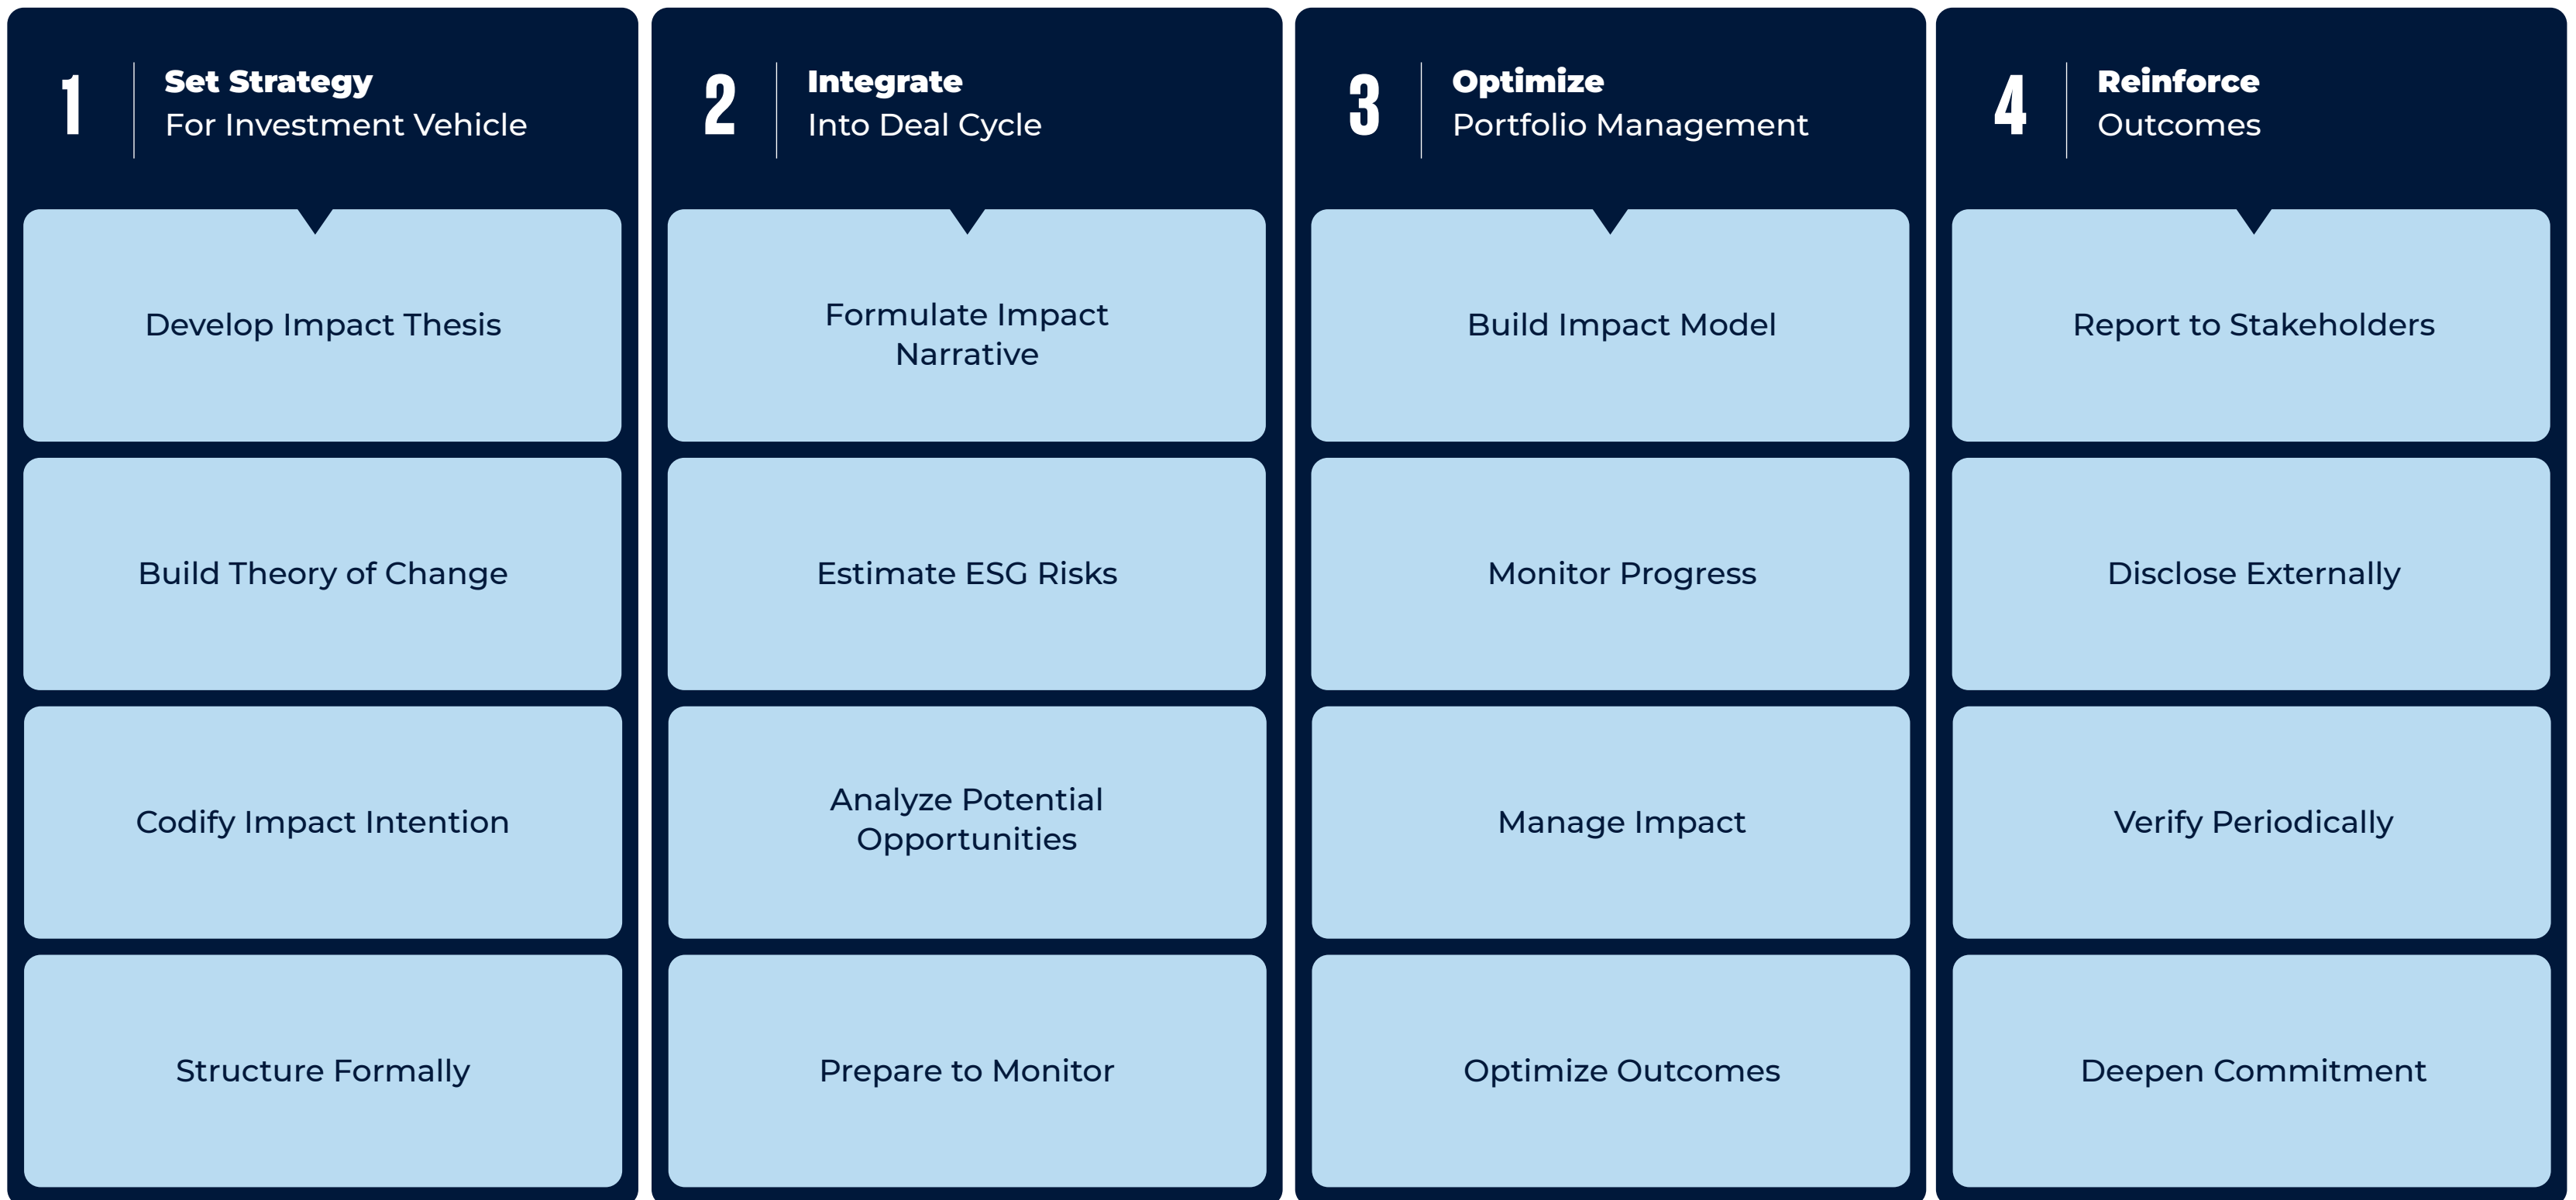 1
Set Strategy
For Investment Vehicle
Develop Impact Thesis
Build Theory of Change
Codify Impact Intention
Structure Formally
2
Integrate
Into Deal Cycle
Formulate Impact
Narrative
Estimate ESG Risks
Analyze Potential
Opportunities
Prepare to Monitor
3
Optimize
Portfolio Management
Build Impact Model
Monitor Progress
Manage Impact
Optimize Outcomes
4
Reinforce
Outcomes
Report to Stakeholders
Disclose Externally
Verify Periodically
Deepen Commitment